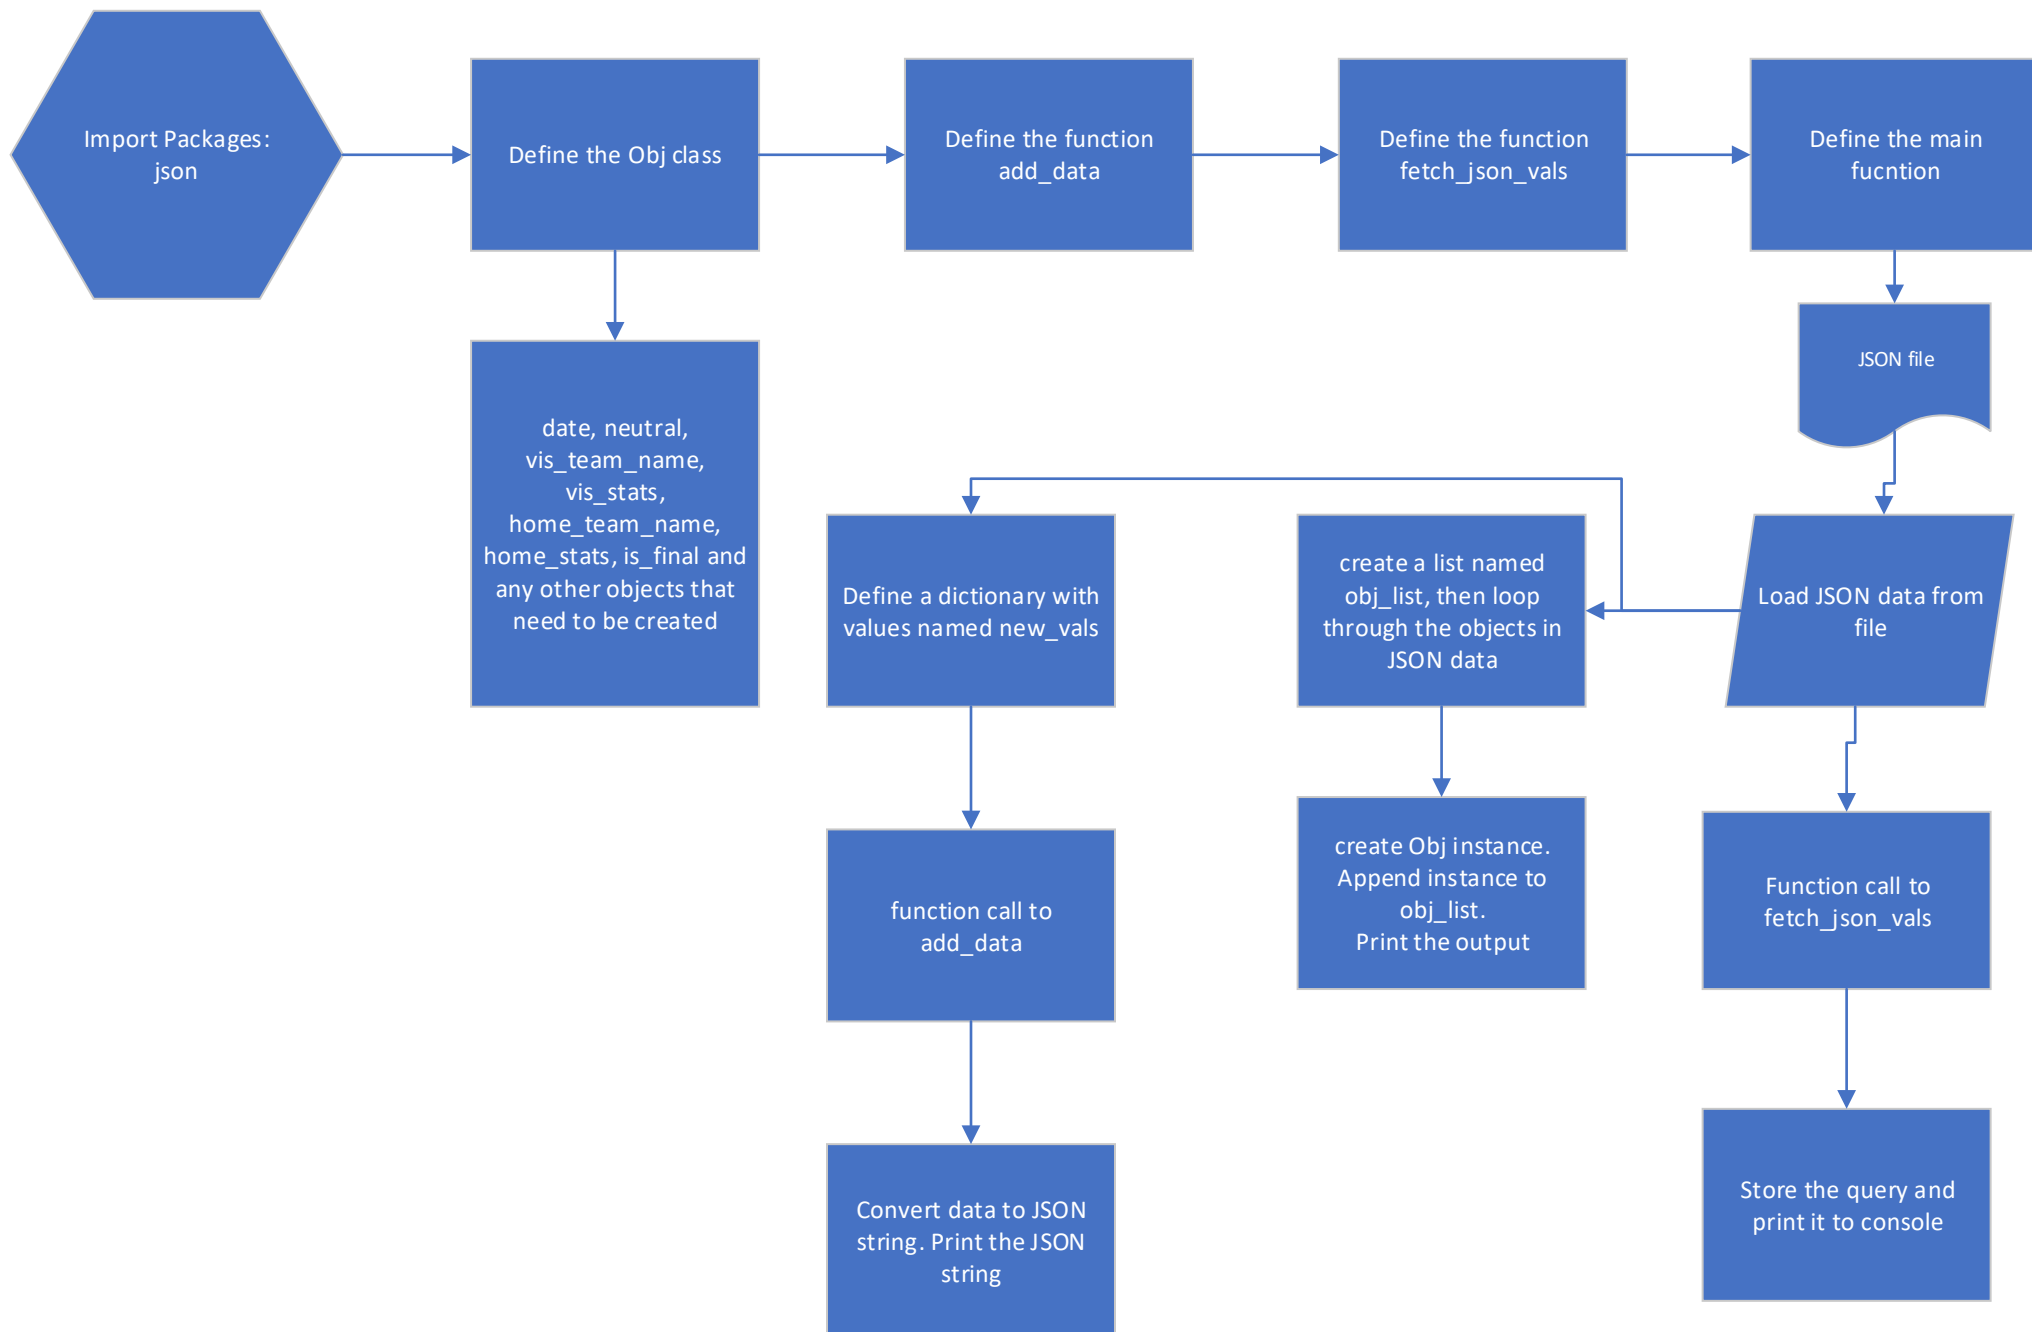 Import Packages:
json
Define the Obj class
Define the function
add_data
Define the function
fetch_json_vals
Define the main
fucntion
date, neutral,
vis_team_name,
vis_stats,
home_team_name,
home_stats, is_final and
any other objects that
need to be created
JSON file
Define a dictionary with
values named new_vals
create a list named
obj_list, then loop
through the objects in
JSON data
Load JSON data from
file
function call to
add_data
create Obj instance.
Append instance to
obj_list.
Print the output
Function call to
fetch_json_vals
Convert data to JSON
string. Print the JSON
string
Store the query and
print it to console